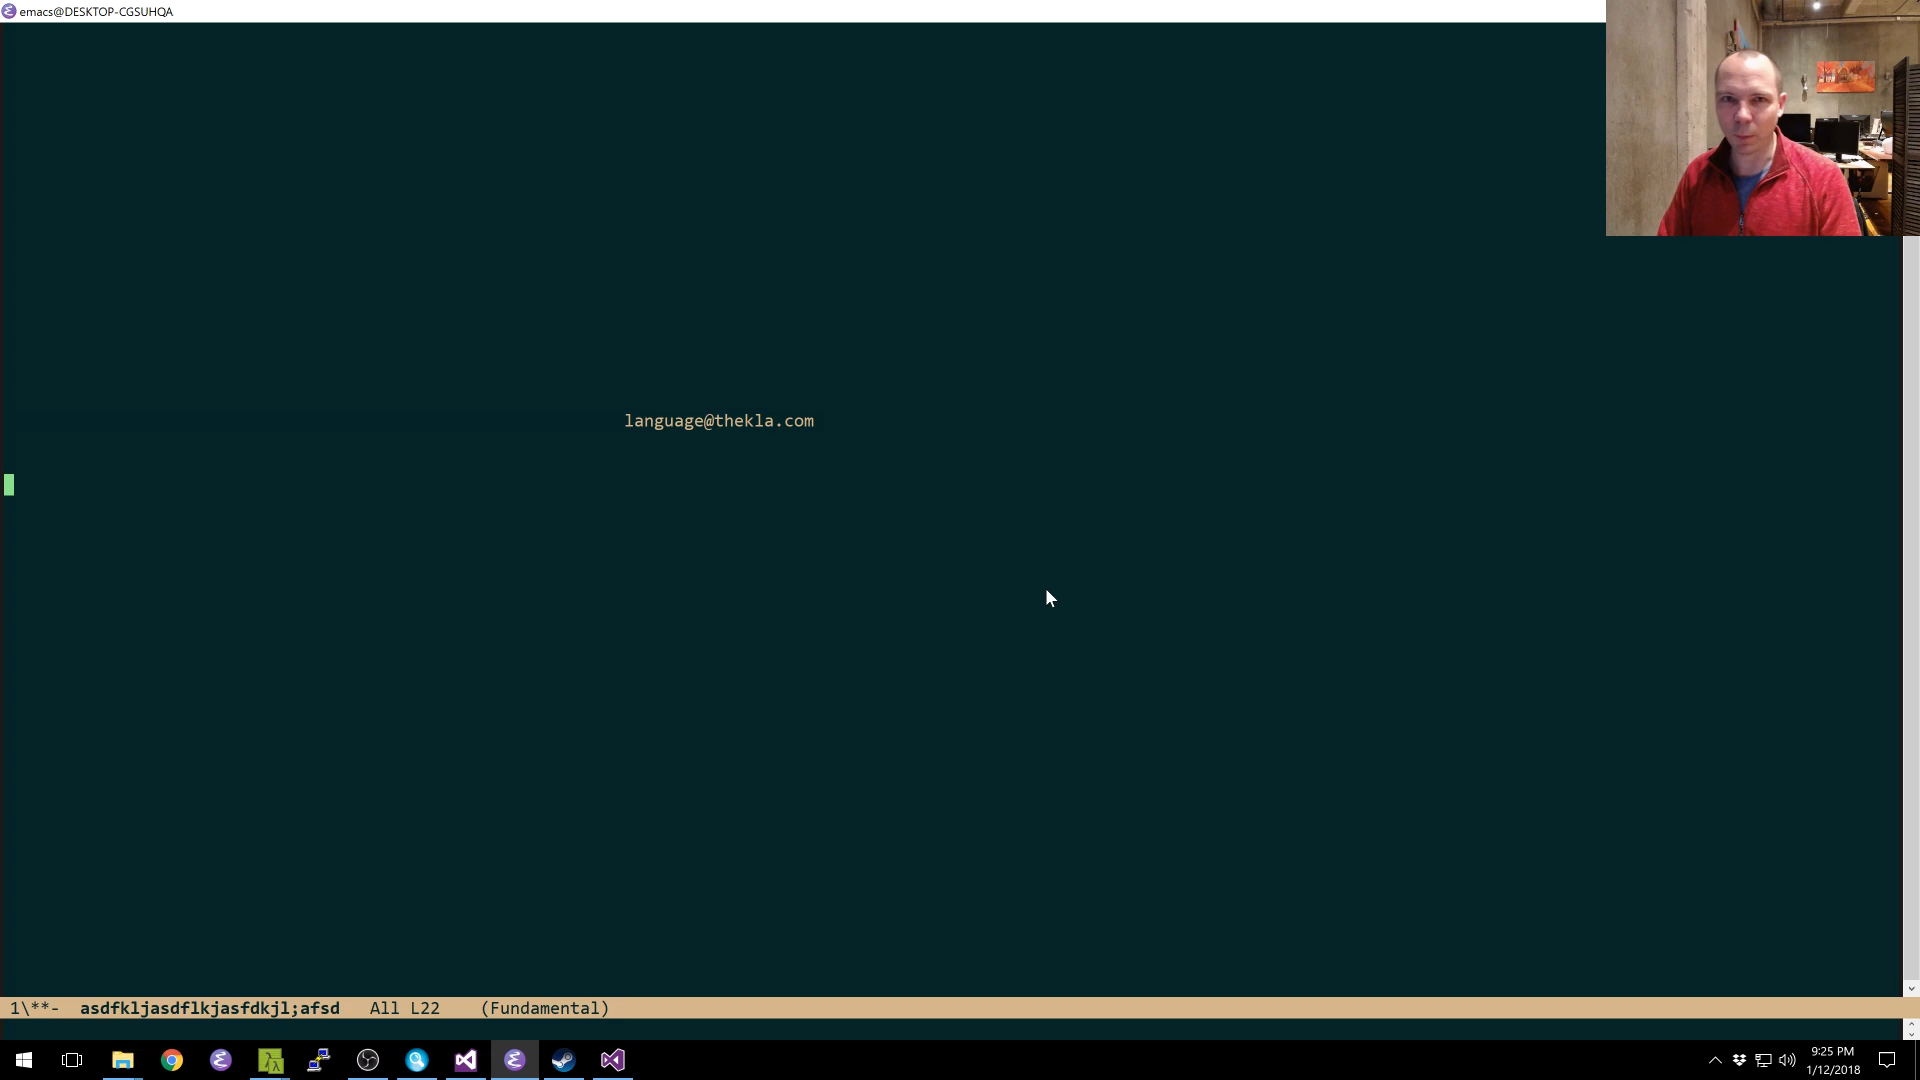 emacs@DESKTOP-CGSUHQA
language@thekla.com
1\**-  asdfkljasdflkjasfdkjl;afsd   All L22    (Fundamental)
9:25 PM
1/12/2018